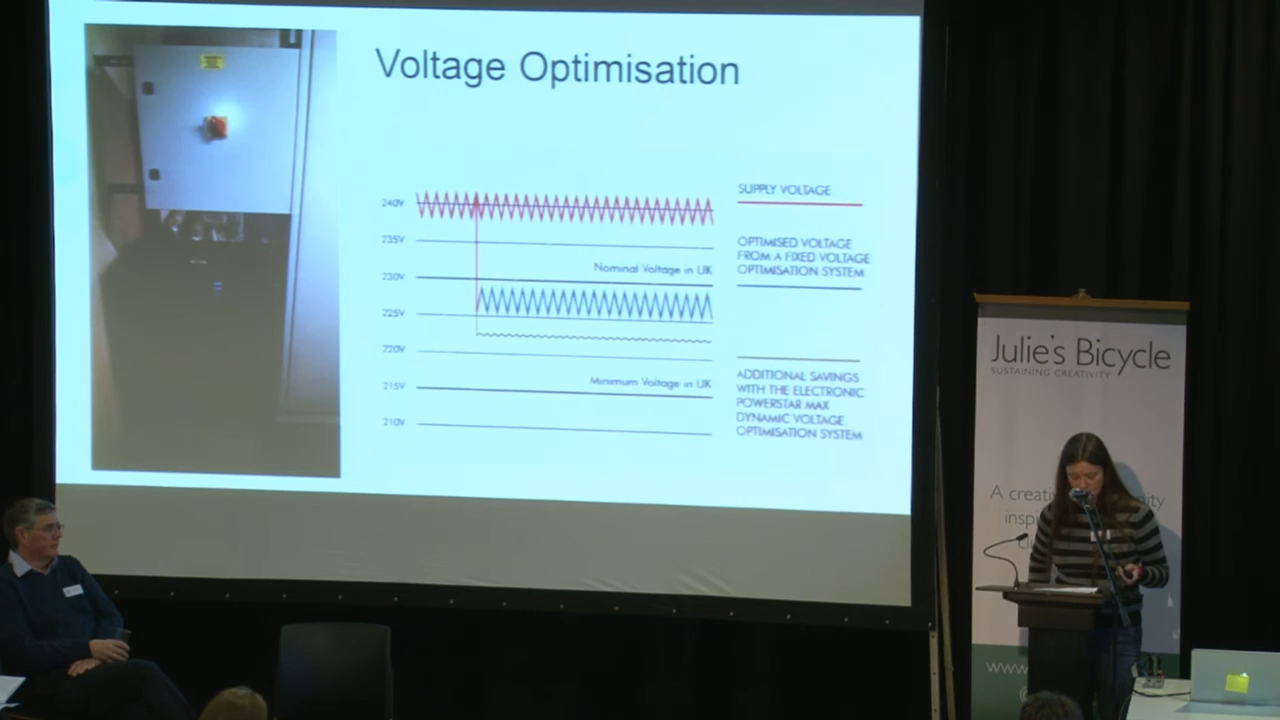 Voltage Optimisation
240V
235V
230V
225V
220V
215V
210V
Nominal Voltage in UK
Minimum Voltage in UK
SUPPLY VOLTAGE
OPTIMISED VOLTAGE
FROM A FIXED VOLTAGE
OPTIMISATION SYSTEM
ADDITIONAL SAVINGS
WITH THE ELECTRONIC
POWERSTAR MAX
DYNAMIC VOLTAGE
OPTIMISATION SYSTEM
Julie's Bicycle
SUSTAINING CREATIVITY
A creati
inspi
www